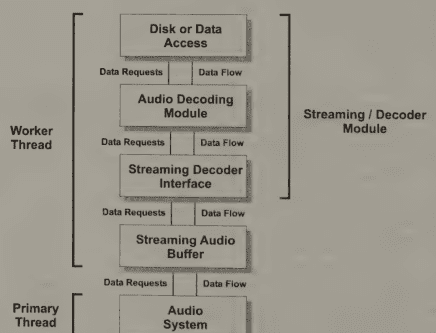 Disk or Data
Access
Data Requests
Data Flow
Audio Decoding
Module
Worker
Thread
Streaming / Decoder
Module
Data Requests
Data Flow
Streaming Decoder
Interface
Data Requests
Data Flow
Streaming Audio
Buffer
Data Requests
Data Flow
Primary
Thread
Audio
System